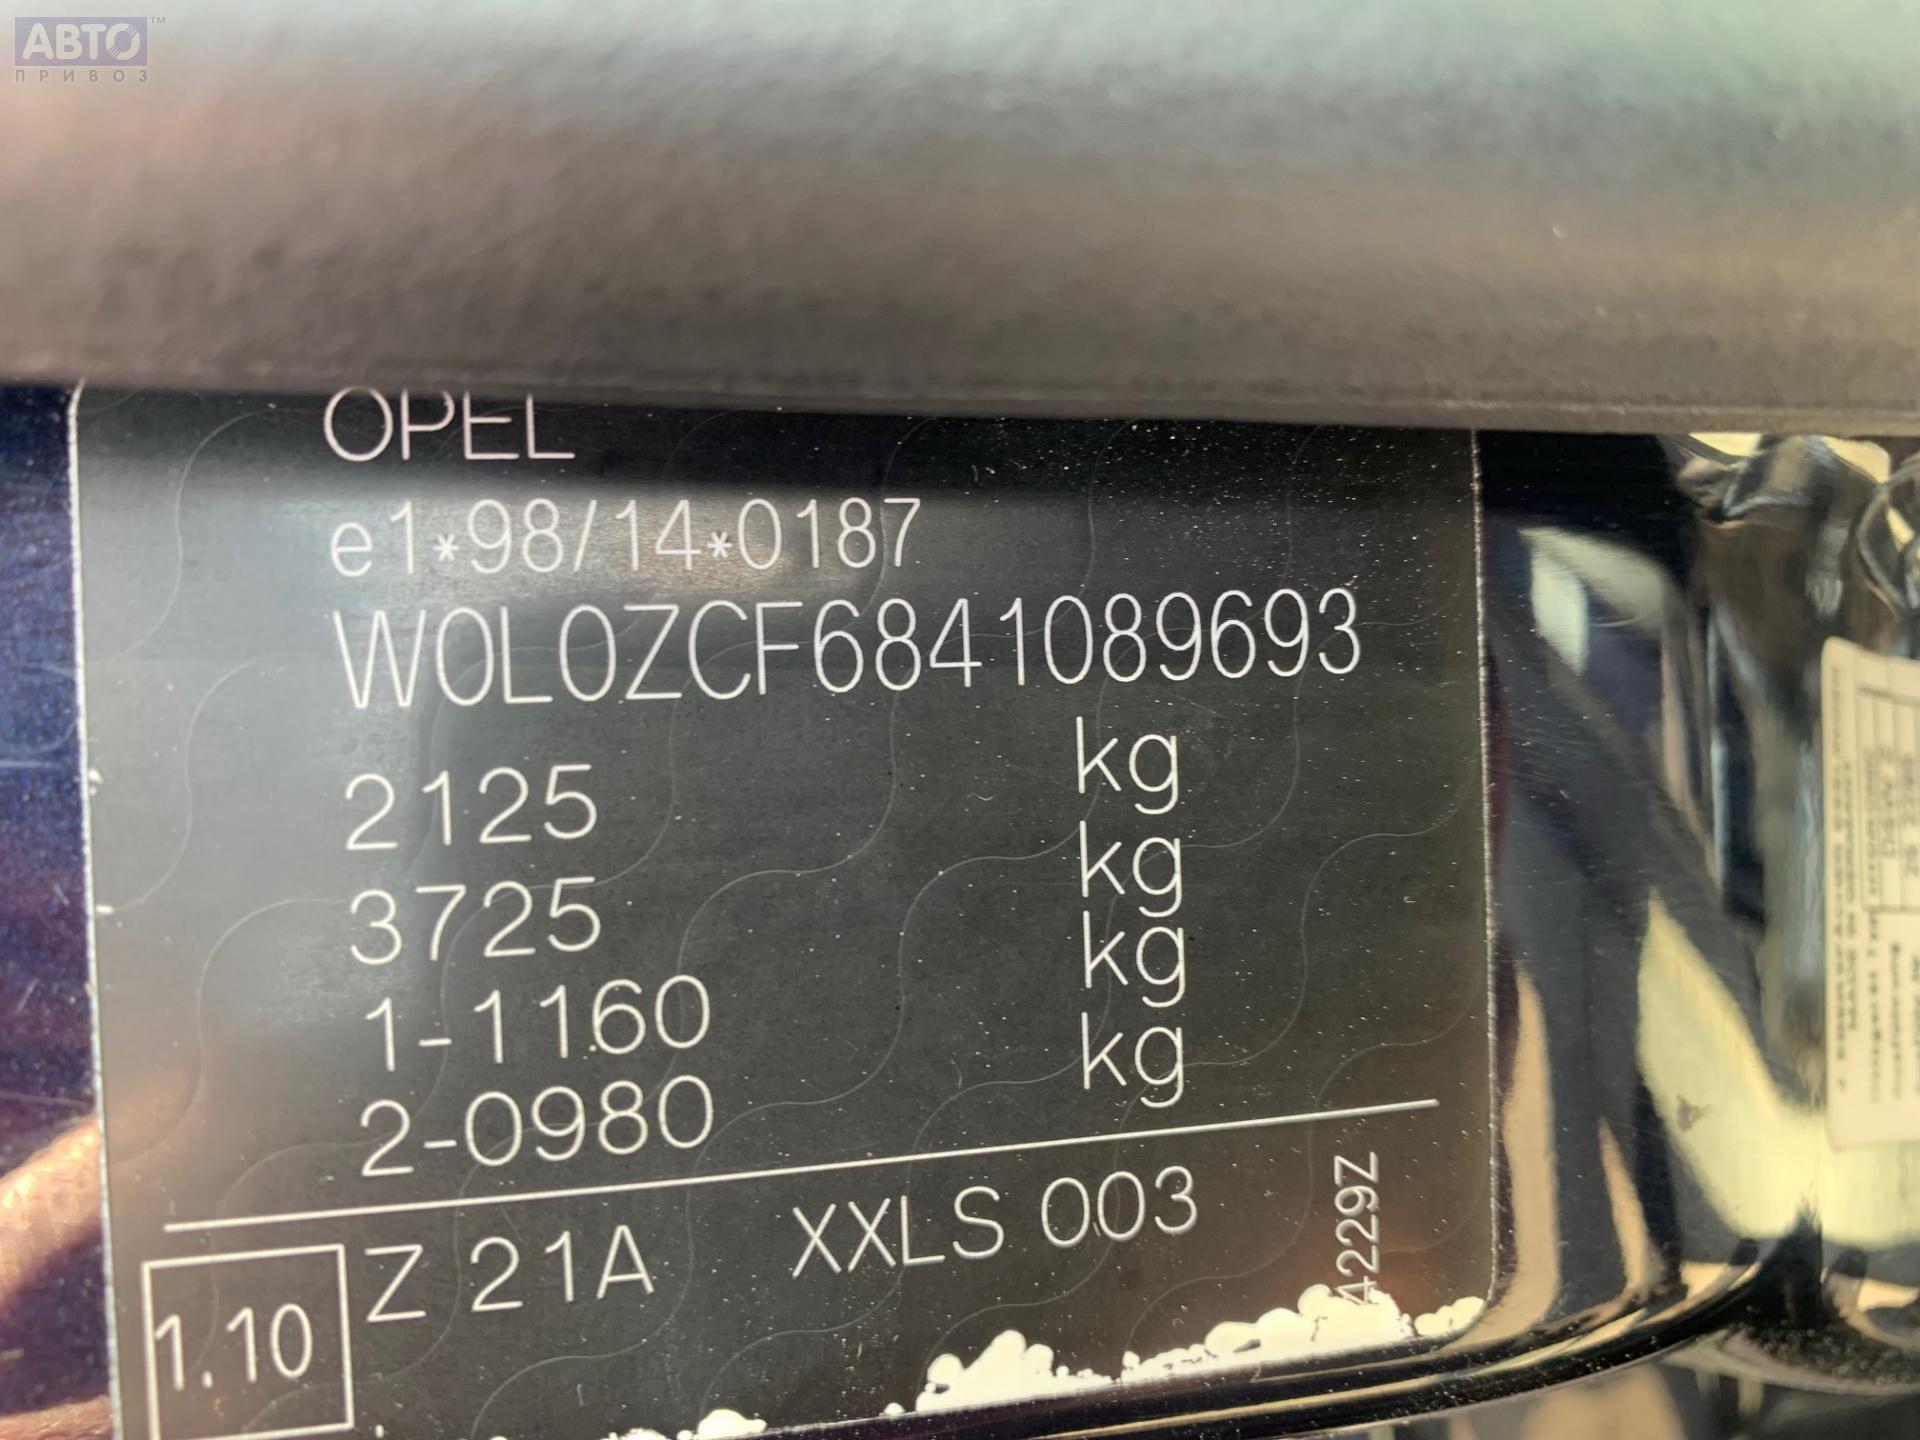 АВТО™
ПРИВОЗ
OPEL
e1*98/14*0187
W0L0ZCF6841089693
2125 kg
3725 kg
1-1160 kg
2-0980 kg
Z 21A XXLS 003
4229Z
1.10